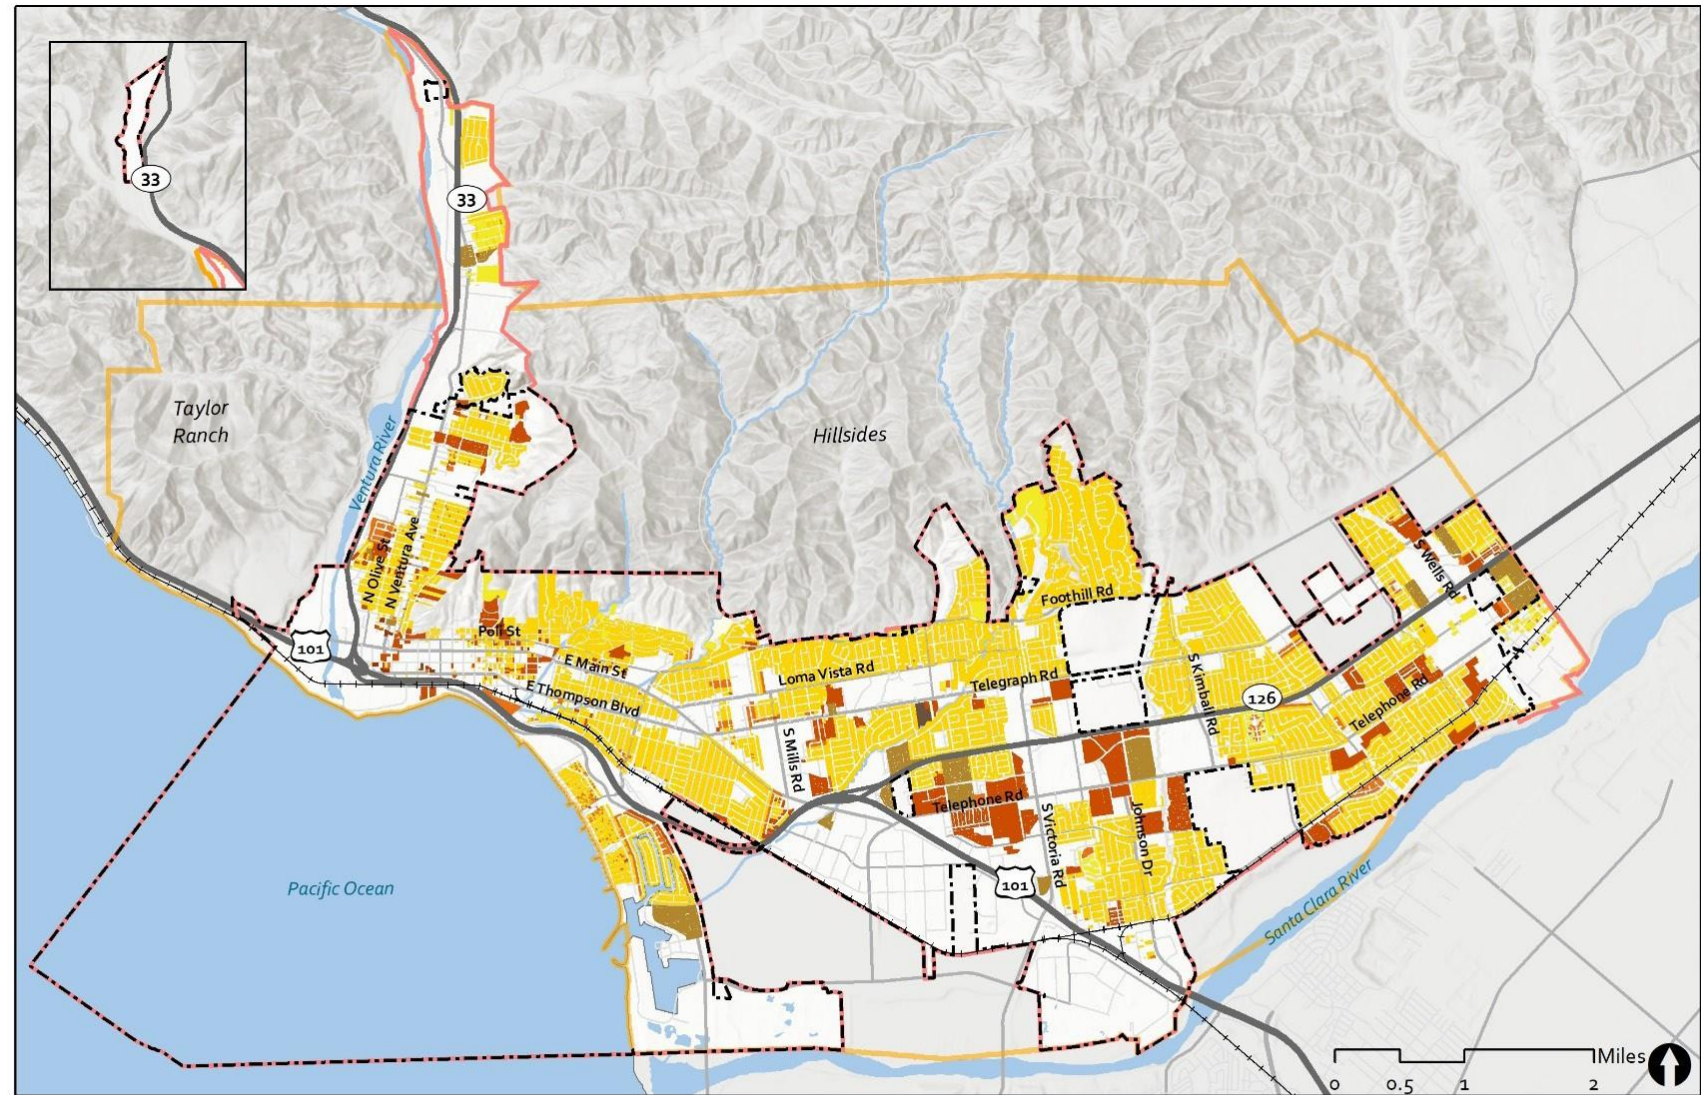 33
33
Taylor
Ranch
Hillsides
Ventura River
N Olive St
N Ventura Ave
S Wells Rd
Foothill Rd
Poli St
101
E Main St
Loma Vista Rd
Telegraph Rd
S Kimball Rd
126
E Thompson Blvd
Telephone Rd
S Mills Rd
Telephone Rd
S Victoria Rd
Johnson Dr
Pacific Ocean
101
Santa Clara River
Miles
0 0.5 1 2